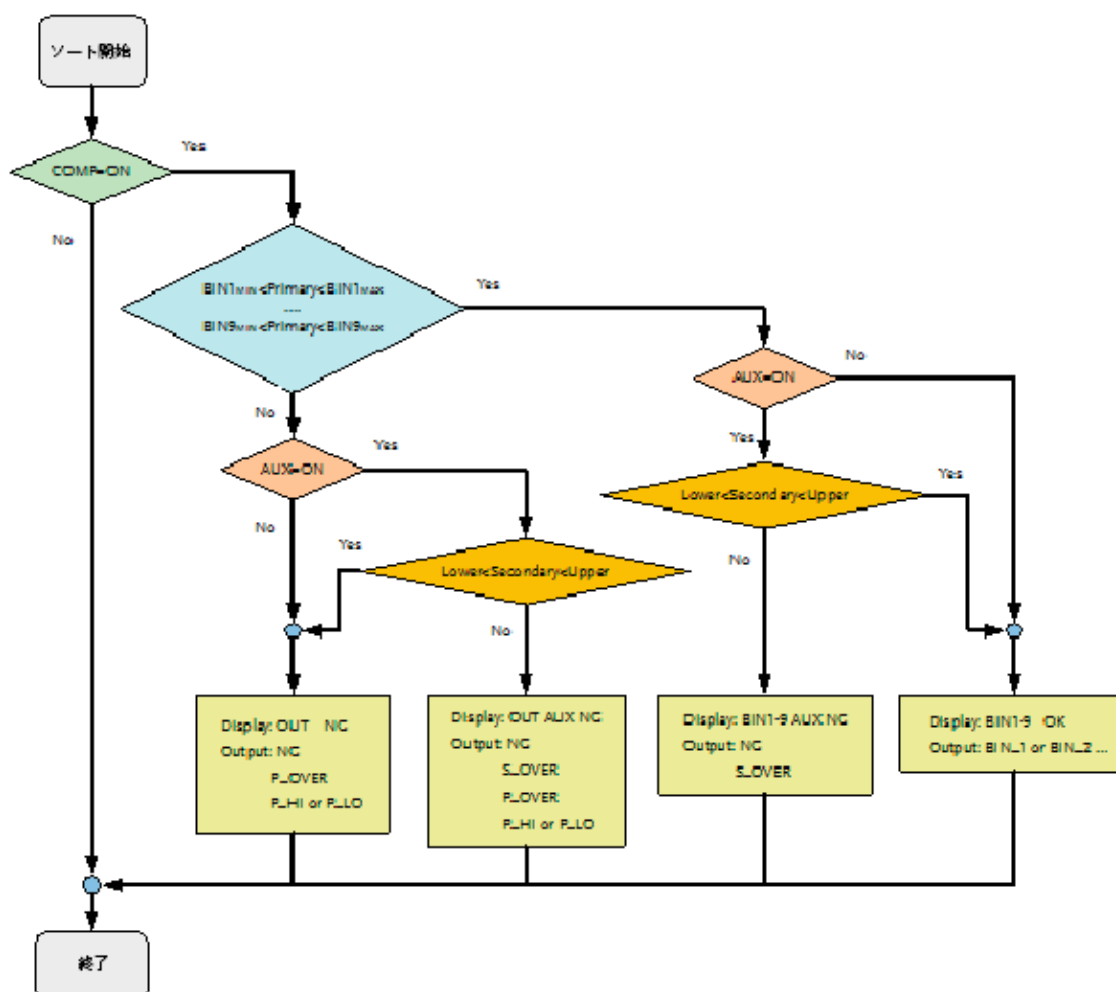 ソート開始
Yes
COMP=ON
No
BIN1MIN<Primary<BIN1MAX
----
BIN9MIN<Primary<BIN9MAX
Yes
No
AUX=ON
No
Yes
AUX=ON
Yes
Lower<Secondary<Upper
Yes
No
Yes
Lower<Secondary<Upper
No
No
Display: OUT NG
Output: NG
P_OVER
P_HI or P_LO
Display: OUT AUX NG
Output: NG
S_OVER
P_OVER
P_HI or P_LO
Display: BIN1-9 AUX NG
Output: NG
S_OVER
Display: BIN1-9 OK
Output: BIN_1 or BIN_2 ...
終了